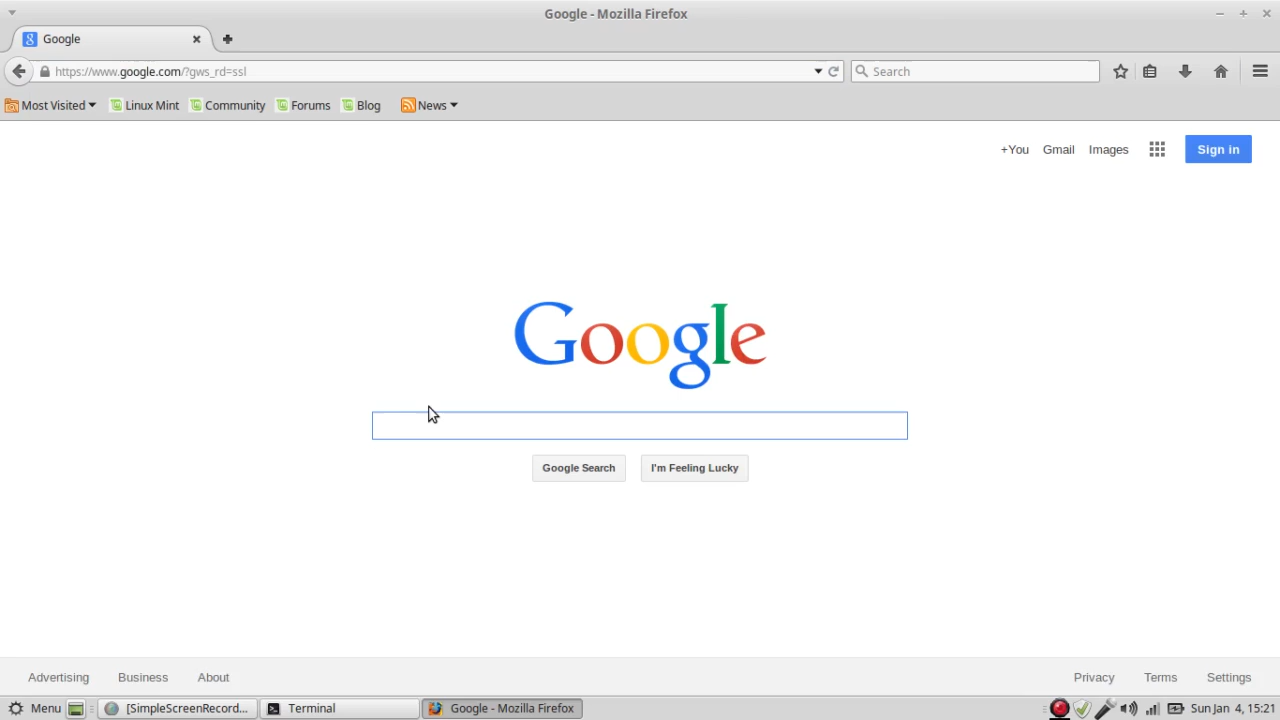 Google - Mozilla Firefox
Google
https://www.google.com/?gws_rd=ssl
Search
Most Visited
Linux Mint
Community
Forums
Blog
News
+You
Gmail
Images
Sign in
Google
Google Search
I'm Feeling Lucky
Advertising
Business
About
Privacy
Terms
Settings
Menu
[SimpleScreenRecord...
Terminal
Google - Mozilla Firefox
Sun Jan 4, 15:21